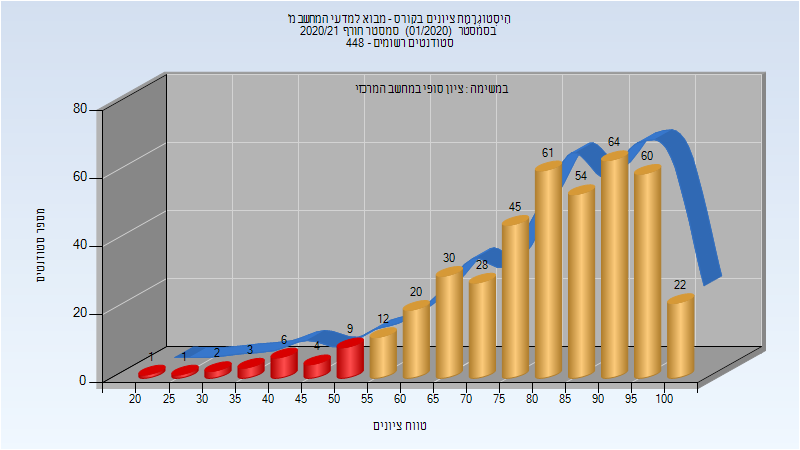 היסטוגרמת ציונים בקורס - מבוא למדעי המחשב מ'
בסמסטר (01/2020) סמסטר חורף 2020/21
סטודנטים רשומים - 448
במשימה : ציון סופי במחשב המרכזי
מספר סטודנטים
80
60
40
20
0
1 1 2 3 6 4 9 12 20 30 28 45 61 54 64 60 22
20 25 30 35 40 45 50 55 60 65 70 75 80 85 90 95 100
טווח ציונים